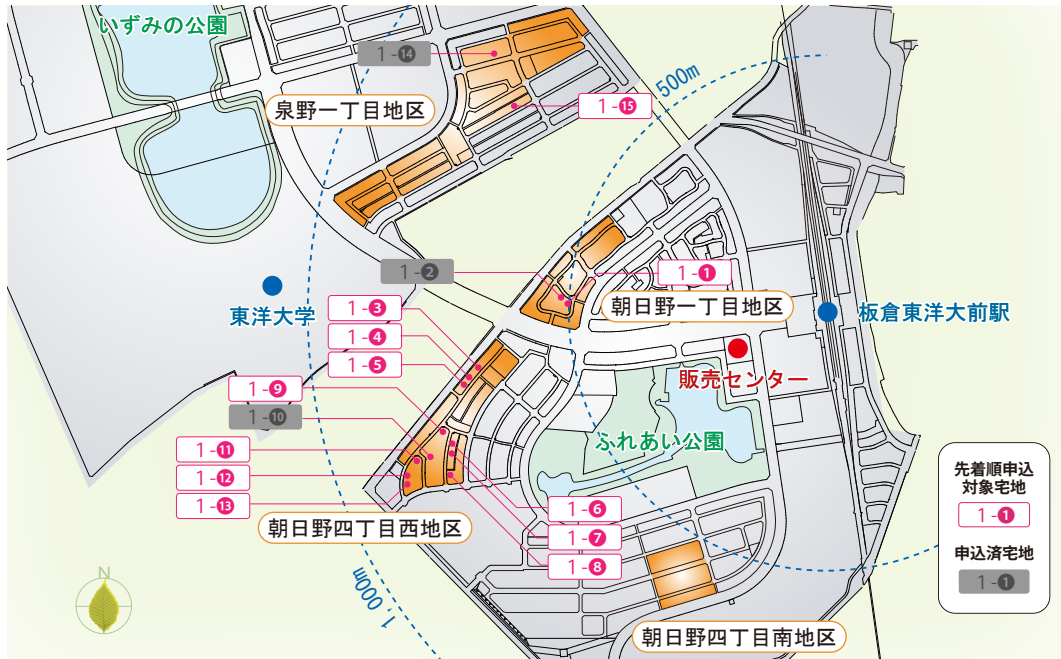 いずみの公園
1-⓮
泉野一丁目地区
1-⓯
500m
1-❷
1-❶
朝日野一丁目地区
東洋大学
板倉東洋大前駅
1-❸
1-❹
1-❺
販売センター
1-❾
1-❿
ふれあい公園
1-⓫
1-⓬
1-⓭
朝日野四丁目西地区
1-❻
1-❼
1-❽
1,000m
朝日野四丁目南地区
N
先着順申込
対象宅地
1-❶
申込済宅地
1-❶